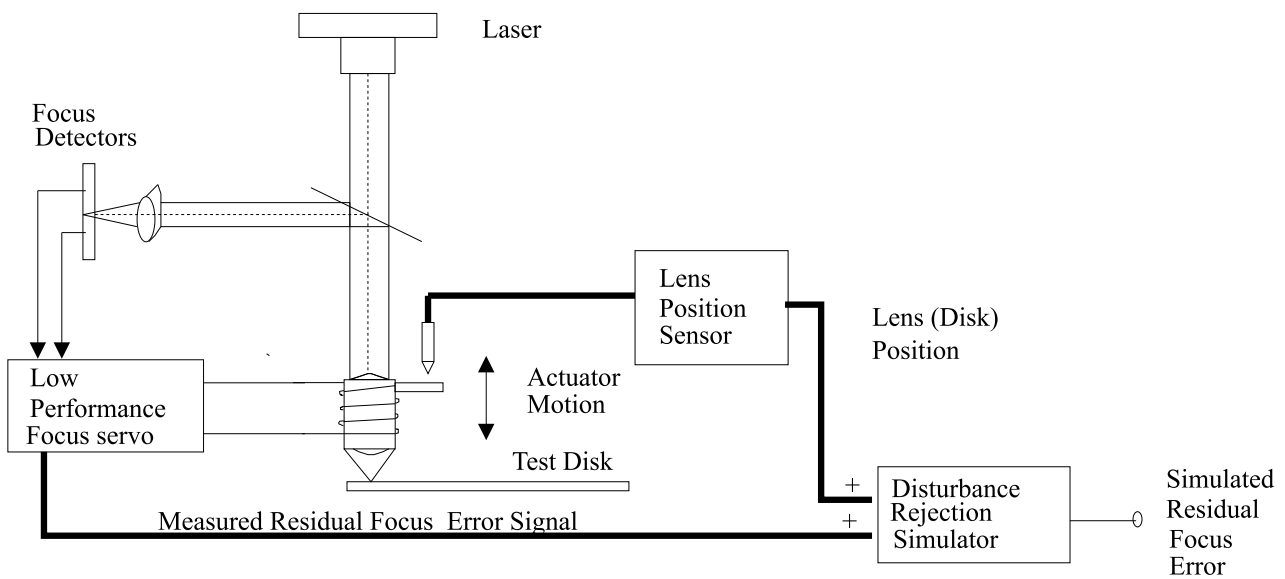 Laser
Focus
Detectors
Lens
Position
Sensor
Lens (Disk)
Position
Low
Performance
Focus servo
Actuator
Motion
Test Disk
+
+
Measured Residual Focus Error Signal
Disturbance
Rejection
Simulator
Simulated
Residual
Focus
Error